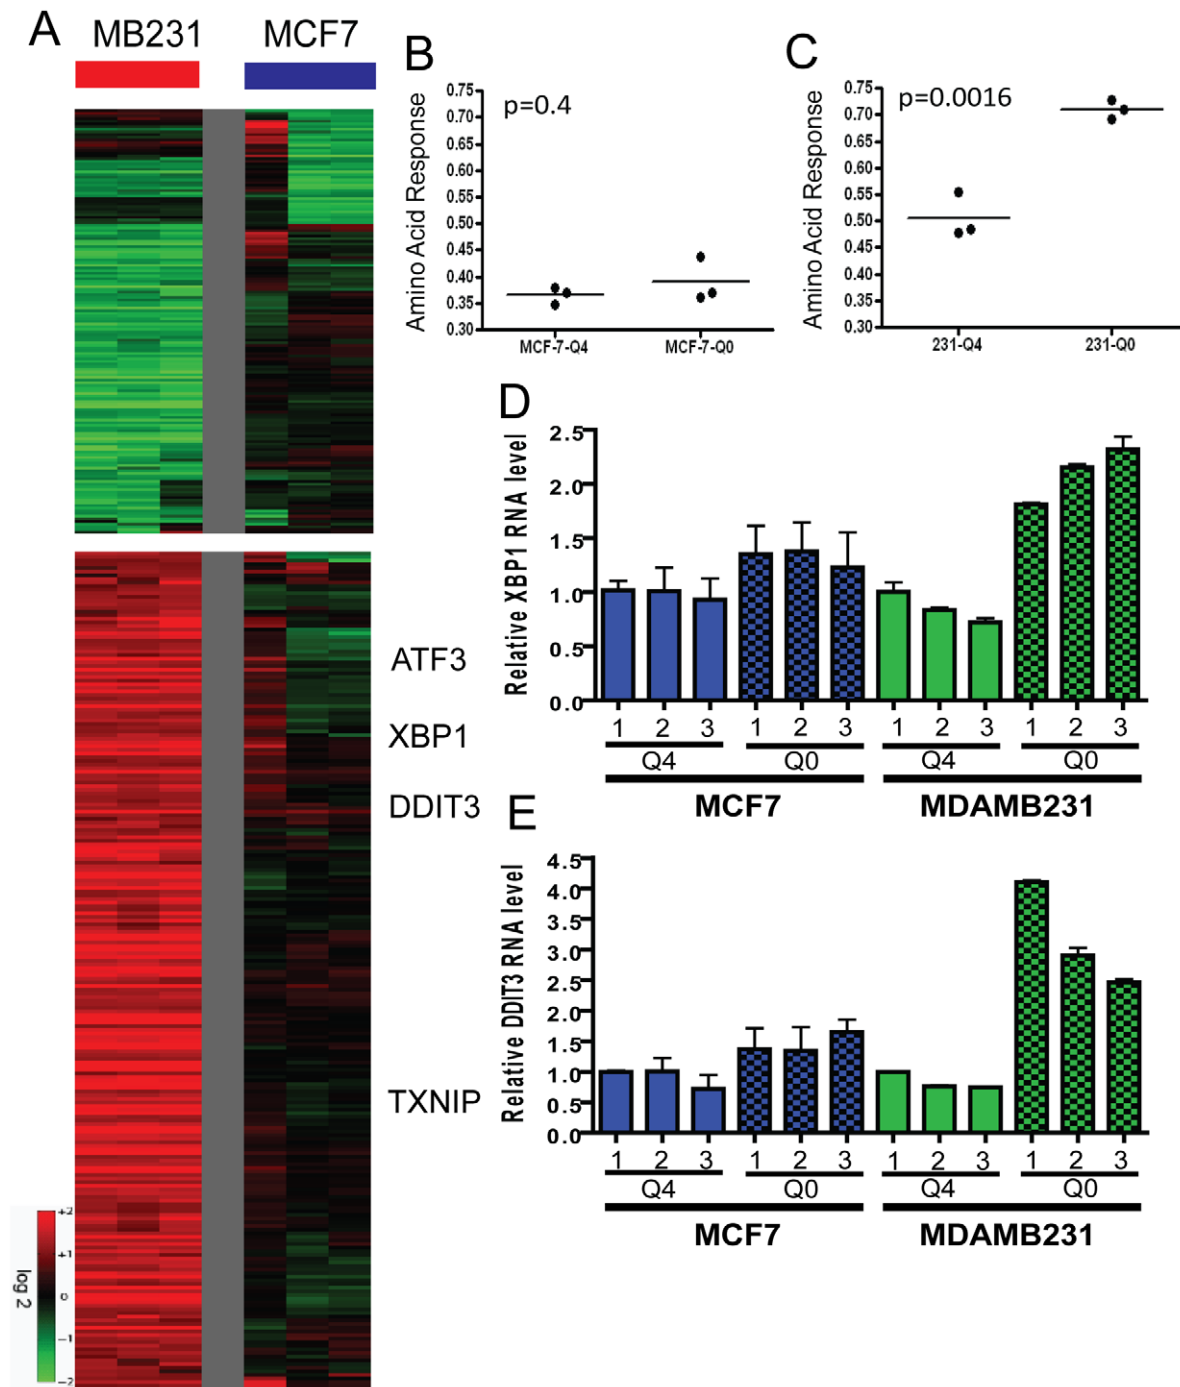 A
MB231
MCF7
ATF3
XBP1
DDIT3
TXNIP
+2
+1
0
-1
-2
log 2
B
Amino Acid Response
0.75
0.70
0.65
0.60
0.55
0.50
0.45
0.40
0.35
0.30
p=0.4
MCF-7-Q4
MCF-7-Q0
C
Amino Acid Response
0.75
0.70
0.65
0.60
0.55
0.50
0.45
0.40
0.35
0.30
p=0.0016
231-Q4
231-Q0
D
Relative XBP1 RNA level
2.5
2.0
1.5
1.0
0.5
0.0
1 2 3 1 2 3 1 2 3 1 2 3
Q4 Q0 Q4 Q0
MCF7 MDAMB231
E
Relative DDIT3 RNA level
4.5
4.0
3.5
3.0
2.5
2.0
1.5
1.0
0.5
0.0
1 2 3 1 2 3 1 2 3 1 2 3
Q4 Q0 Q4 Q0
MCF7 MDAMB231